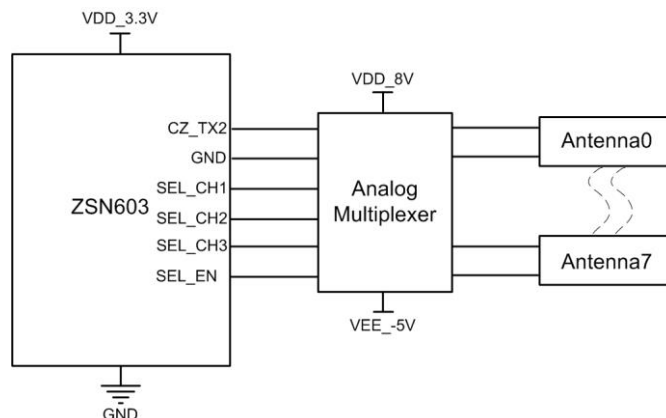 VDD_3.3V
VDD_8V
CZ_TX2
GND
SEL_CH1
SEL_CH2
SEL_CH3
SEL_EN
ZSN603
Analog
Multiplexer
Antenna0
Antenna7
VEE_-5V
GND